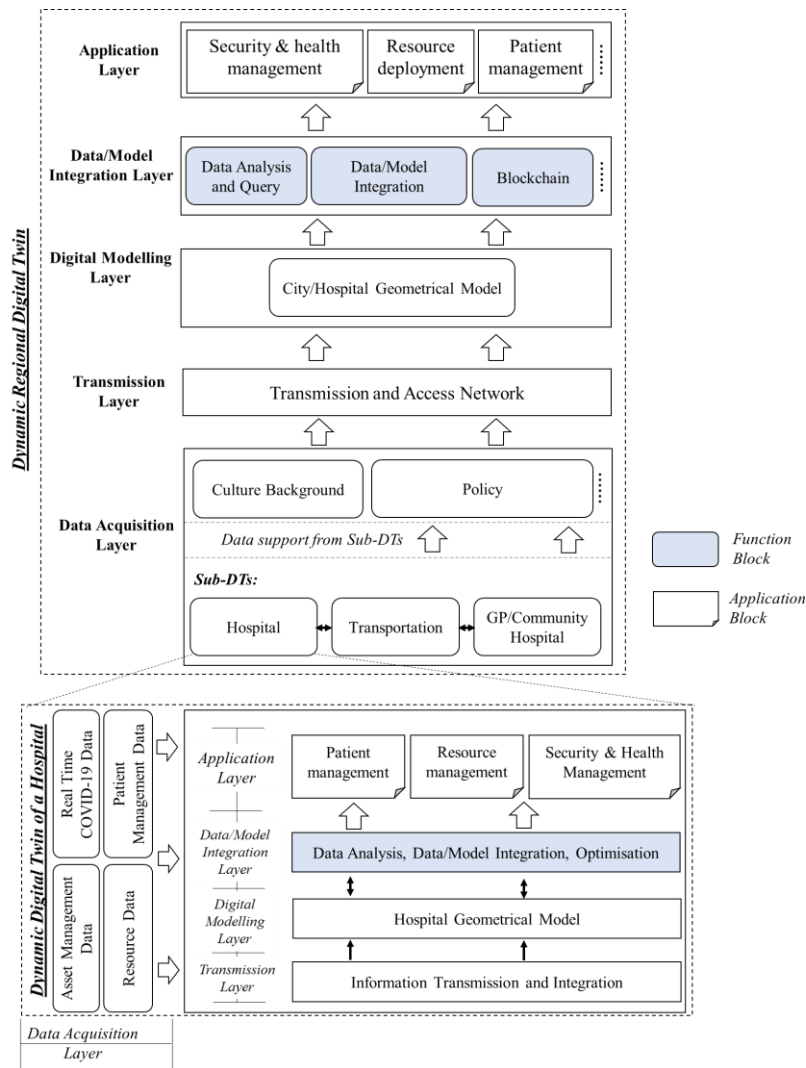 Dynamic Regional Digital Twin
Application
Layer
Security & health
management
Resource
deployment
Patient
management
Data/Model
Integration Layer
Data Analysis
and Query
Data/Model
Integration
Blockchain
Digital Modelling
Layer
City/Hospital Geometrical Model
Transmission
Layer
Transmission and Access Network
Data Acquisition
Layer
Culture Background
Policy
Data support from Sub-DTs
Sub-DTs:
Hospital
Transportation
GP/Community
Hospital
Function
Block
Application
Block
Dynamic Digital Twin of a Hospital
Real Time
COVID-19 Data
Patient
Management Data
Asset Management
Data
Resource Data
Data Acquisition
Layer
Application
Layer
Patient
management
Resource
management
Security & Health
Management
Data/Model
Integration
Layer
Data Analysis, Data/Model Integration, Optimisation
Digital
Modelling
Layer
Hospital Geometrical Model
Transmission
Layer
Information Transmission and Integration